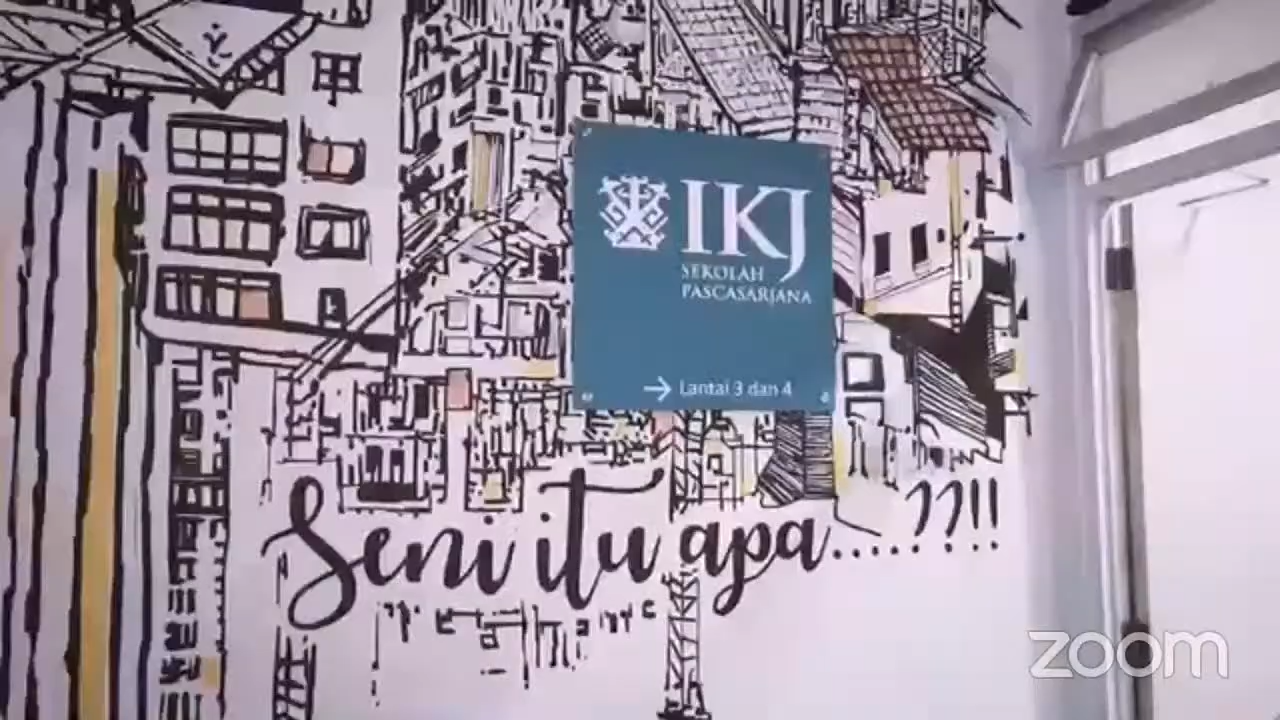 IKJ
SEKOLAH
PASCASARJANA
→ Lantai 3 dan 4
Seni itu apa.....??!!
zoom